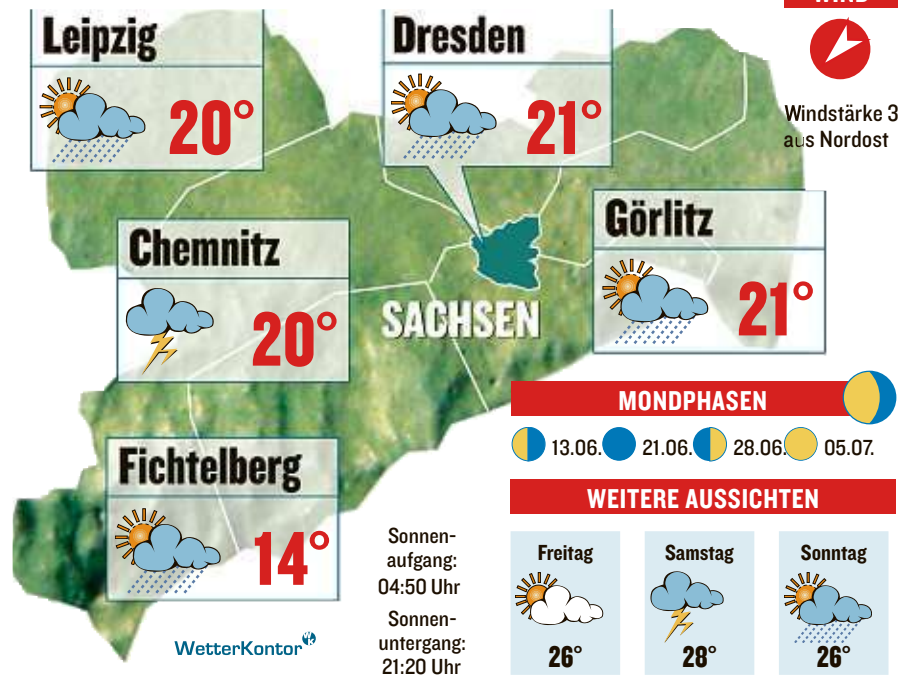 Leipzig
20°
Dresden
21°
WIND
Windstärke 3
aus Nordost
Chemnitz
20°
Görlitz
21°
SACHSEN
Fichtelberg
14°
MONDPHASEN
13.06.
21.06.
28.06.
05.07.
WEITERE AUSSICHTEN
Freitag
26°
Samstag
28°
Sonntag
26°
Sonnen-
aufgang:
04:50 Uhr
Sonnen-
untergang:
21:20 Uhr
WetterKontor